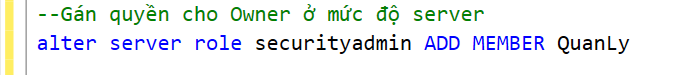 --Gán quyền cho Owner ở mức độ server
alter server role securityadmin ADD MEMBER QuanLy